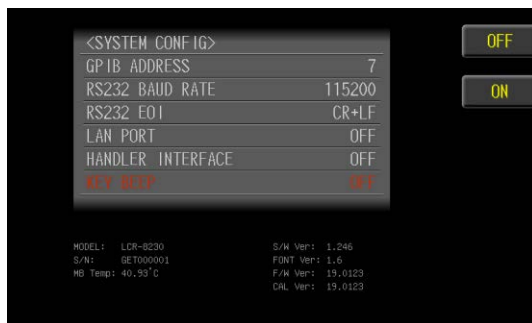 <SYSTEM CONFIG>
GPIB ADDRESS 7
RS232 BAUD RATE 115200
RS232 EOI CR+LF
LAN PORT OFF
HANDLER INTERFACE OFF
KEY BEEP OFF
OFF
ON
MODEL: LCR-8230
S/N: GET000001
MB Temp: 40.93°C
S/W Ver: 1.246
FONT Ver: 1.6
F/W Ver: 19.0123
CAL Ver: 19.0123